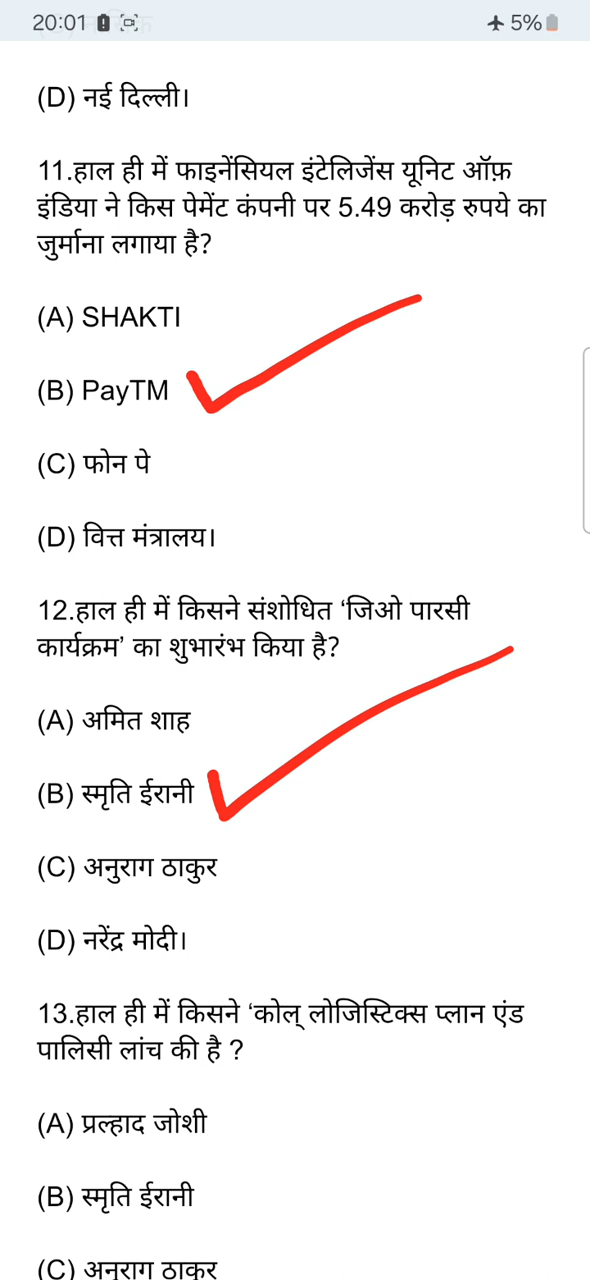 20:01
5%
(D) नई दिल्ली।
11.हाल ही में फाइनेंसियल इंटेलिजेंस यूनिट ऑफ़
इंडिया ने किस पेमेंट कंपनी पर 5.49 करोड़ रुपये का
जुर्माना लगाया है?
(A) SHAKTI
(B) PayTM
(C) फोन पे
(D) वित्त मंत्रालय।
12.हाल ही में किसने संशोधित ‘जिओ पारसी
कार्यक्रम’ का शुभारंभ किया है?
(A) अमित शाह
(B) स्मृति ईरानी
(C) अनुराग ठाकुर
(D) नरेंद्र मोदी।
13.हाल ही में किसने ‘कोल् लोजिस्टिक्स प्लान एंड
पालिसी लांच की है ?
(A) प्रल्हाद जोशी
(B) स्मृति ईरानी
(C) अनुराग ठाकुर